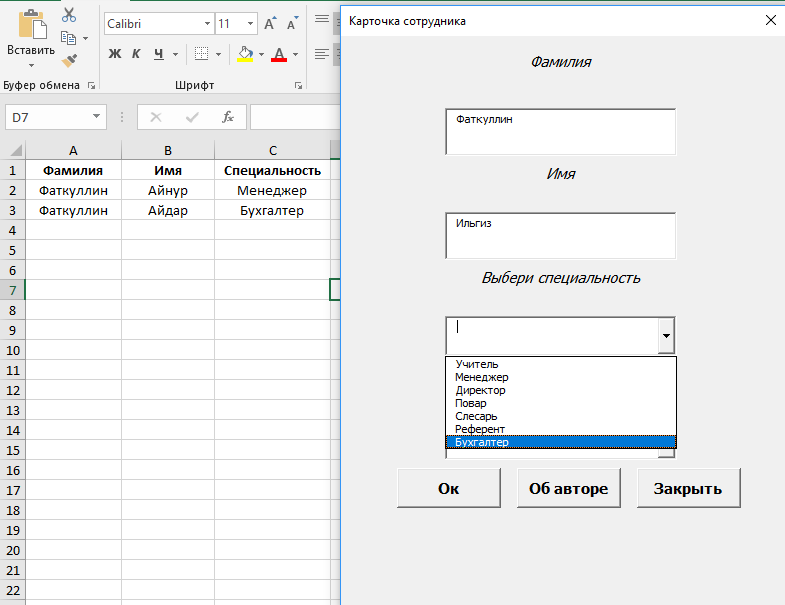 Вставить
Буфер обмена
Calibri
11
Ж К Ч
А
Шрифт
D7
fx
A B C
1 Фамилия Имя Специальность
2 Фаткуллин Айнур Менеджер
3 Фаткуллин Айдар Бухгалтер
4
5
6
7
8
9
10
11
12
13
14
15
16
17
18
19
20
21
22
Карточка сотрудника
Фамилия
Фаткуллин
Имя
Ильгиз
Выбери специальность
Учитель
Менеджер
Директор
Повар
Слесарь
Референт
Бухгалтер
Ок Об авторе Закрыть